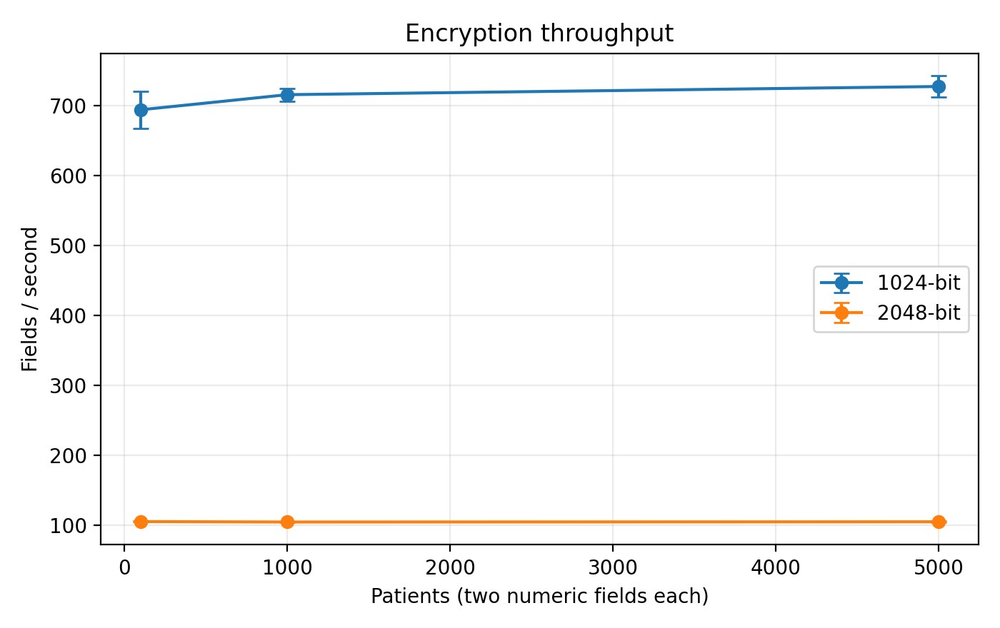 Encryption throughput
Fields / second
700
600
500
400
300
200
100
1024-bit
2048-bit
0 1000 2000 3000 4000 5000
Patients (two numeric fields each)